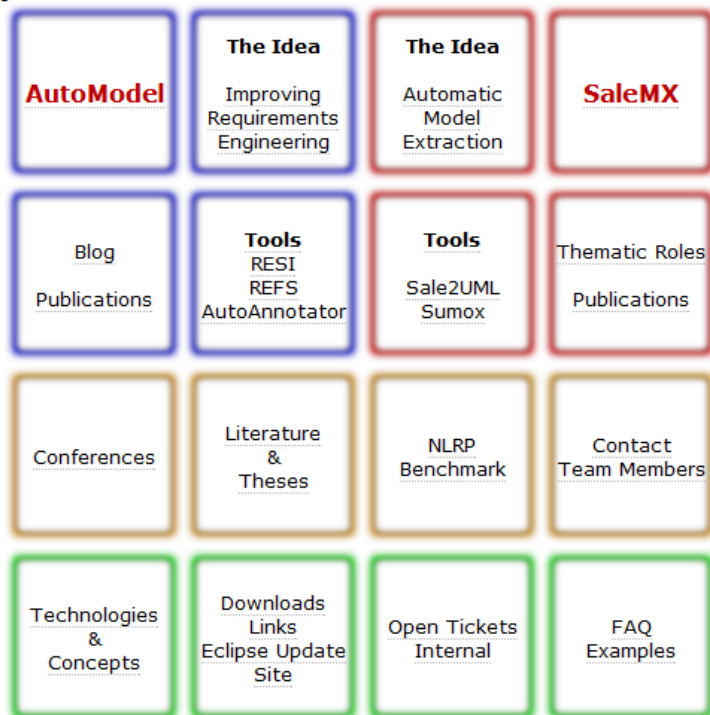 AutoModel
The Idea
Improving
Requirements
Engineering
The Idea
Automatic
Model
Extraction
SaleMX
Blog
Publications
Tools
RESI
REFS
AutoAnnotator
Tools
Sale2UML
Sumox
Thematic Roles
Publications
Conferences
Literature
&
Theses
NLRP
Benchmark
Contact
Team Members
Technologies
&
Concepts
Downloads
Links
Eclipse Update
Site
Open Tickets
Internal
FAQ
Examples